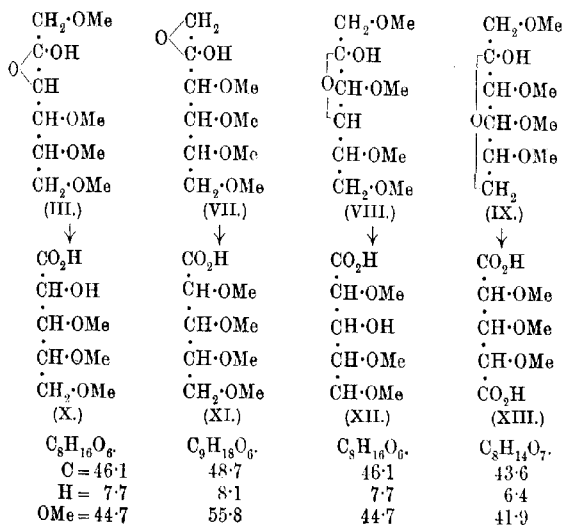 CH₂·OMe CH₂ CH₂·OMe CH₂·OMe
O
C·OH C·OH C·OH C·OH
O
CH CH·OMe OCH·OMe CH·OMe
CH·OMe CH·OMe CH OCH·OMe
CH·OMe CH·OMe CH·OMe CH·OMe
CH₂·OMe CH₂·OMe CH₂·OMe CH₂
(III.) (VII.) (VIII.) (IX.)
↓ ↓ ↓ ↓
CO₂H CO₂H CO₂H CO₂H
CH·OH CH·OMe CH·OMe CH·OMe
CH·OMe CH·OMe CH·OH CH·OMe
CH·OMe CH·OMe CH·OMe CH·OMe
CH₂·OMe CH₂·OMe CH·OMe CO₂H
(X.) (XI.) (XII.) (XIII.)
C₈H₁₆O₆. C₉H₁₈O₆. C₈H₁₆O₆. C₈H₁₄O₇.
C = 46·1 48·7 46·1 43·6
H = 7·7 8·1 7·7 6·4
OMe = 44·7 55·8 44·7 41·9